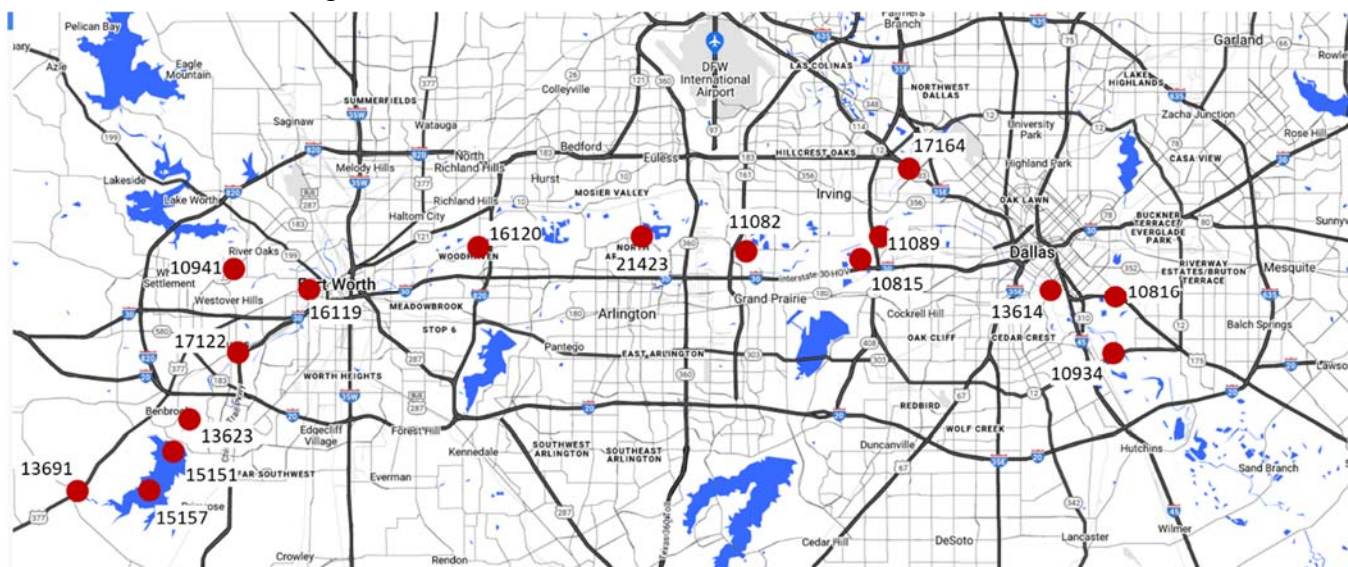 Pelican Bay
Palmers
Branch
Garland
Azle
Eagle
Mountain
DFW
International
Airport
LAS COLINAS
LAKE
HIGHLANDS
Rowle
Colleyville
NORTHWEST
DALLAS
SUMMERFIELDS
Saginaw
Watauga
University
Park
Zacha Junction
Rose Hill
North
Richland Hills
Bedford
Euless
HILLCREST OAKS
17164
Highland Park
CASA VIEW
Melody Hills
Lakeside
Hurst
MOSIER VALLEY
Irving
Lake Worth
Richland Hills
Haltom City
OAK LAWN
BUCKNER
TERRACE/
EVERGLADE
PARK
Sunnyv
River Oaks
16120
WOODHAVEN
11082
11089
Dallas
10941
21423
RIVERWAY
ESTATES/BRUTON
TERRACE
Mesquite
Settlement
Interstate 30 HOV
10815
Westover Hills
16119
MEADOWBROOK
Grand Prairie
13614
10816
STOP 6
Arlington
Cockrell Hill
Balch Springs
17122
Pantego
EAST ARLINGTON
OAK CLIFF
CEDAR CREST
10934
WORTH HEIGHTS
Lawson
Benbrook
REDBIRD
13623
Edgecliff
Village
Forest Hill
WOLF CREEK
Kennedale
SOUTHWEST
ARLINGTON
SOUTHEAST
ARLINGTON
Duncanville
Hutchins
13691
15151
FAR SOUTHWEST
Everman
Sand Branch
15157
Primrose
Wilmer
Crowley
Rendon
Cedar Hill
DeSoto
Lancaster